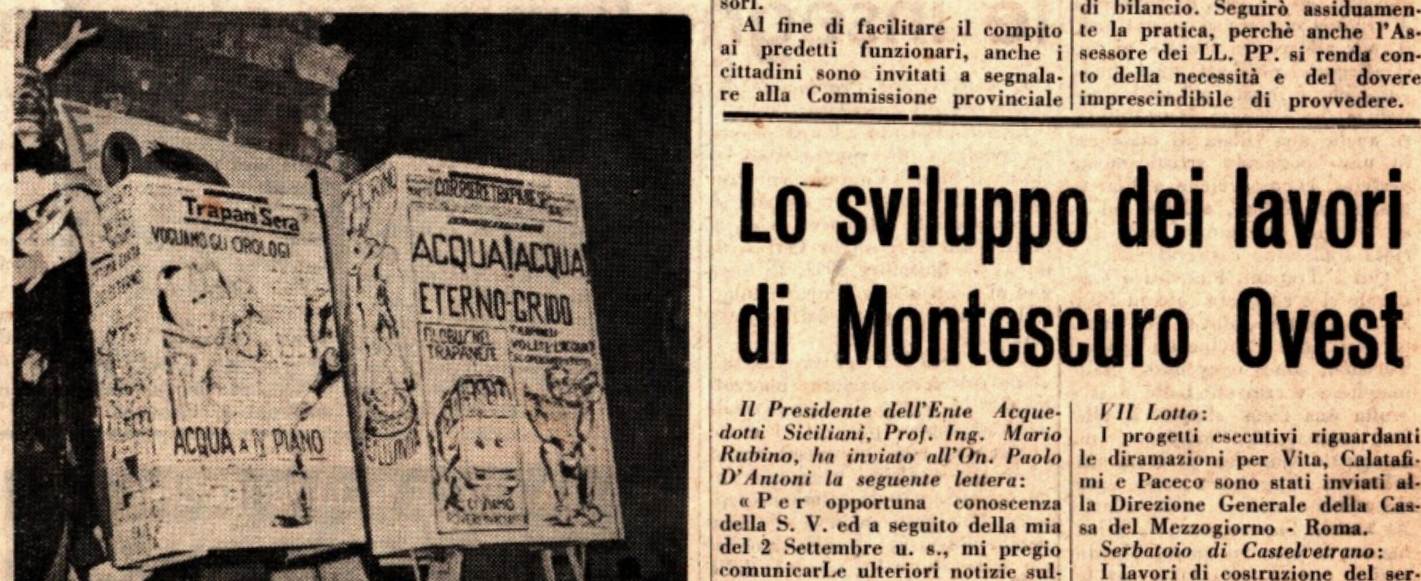 Trapani Sera
VOGLIAMO GLI OROLOGI
ACQUA A IV PIANO
CORRIERE TRAPANESE
ACQUA! ACQUA
ETERNO-GRIDO
TRAPANESE
sori.
Al fine di facilitare il compito
ai predetti funzionari, anche i
cittadini sono invitati a segnala-
re alla Commissione provinciale
di bilancio. Seguirò assiduamen-
te la pratica, perchè anche l'As-
sessore dei LL. PP. si renda con-
to della necessità e del dovere
imprescindibile di provvedere.
Lo sviluppo dei lavori
di Montescuro Ovest
Il Presidente dell'Ente Acque-
dotti Siciliani, Prof. Ing. Mario
Rubino, ha inviato all'On. Paolo
D'Antoni la seguente lettera:
« Per opportuna conoscenza
della S. V. ed a seguito della mia
del 2 Settembre u. s., mi pregio
comunicarLe ulteriori notizie sul-
VII Lotto:
I progetti esecutivi riguardanti
le diramazioni per Vita, Calatafi-
mi e Paceco sono stati inviati al-
la Direzione Generale della Cas-
sa del Mezzogiorno - Roma.
Serbatoio di Castelvetrano:
I lavori di costruzione del ser-